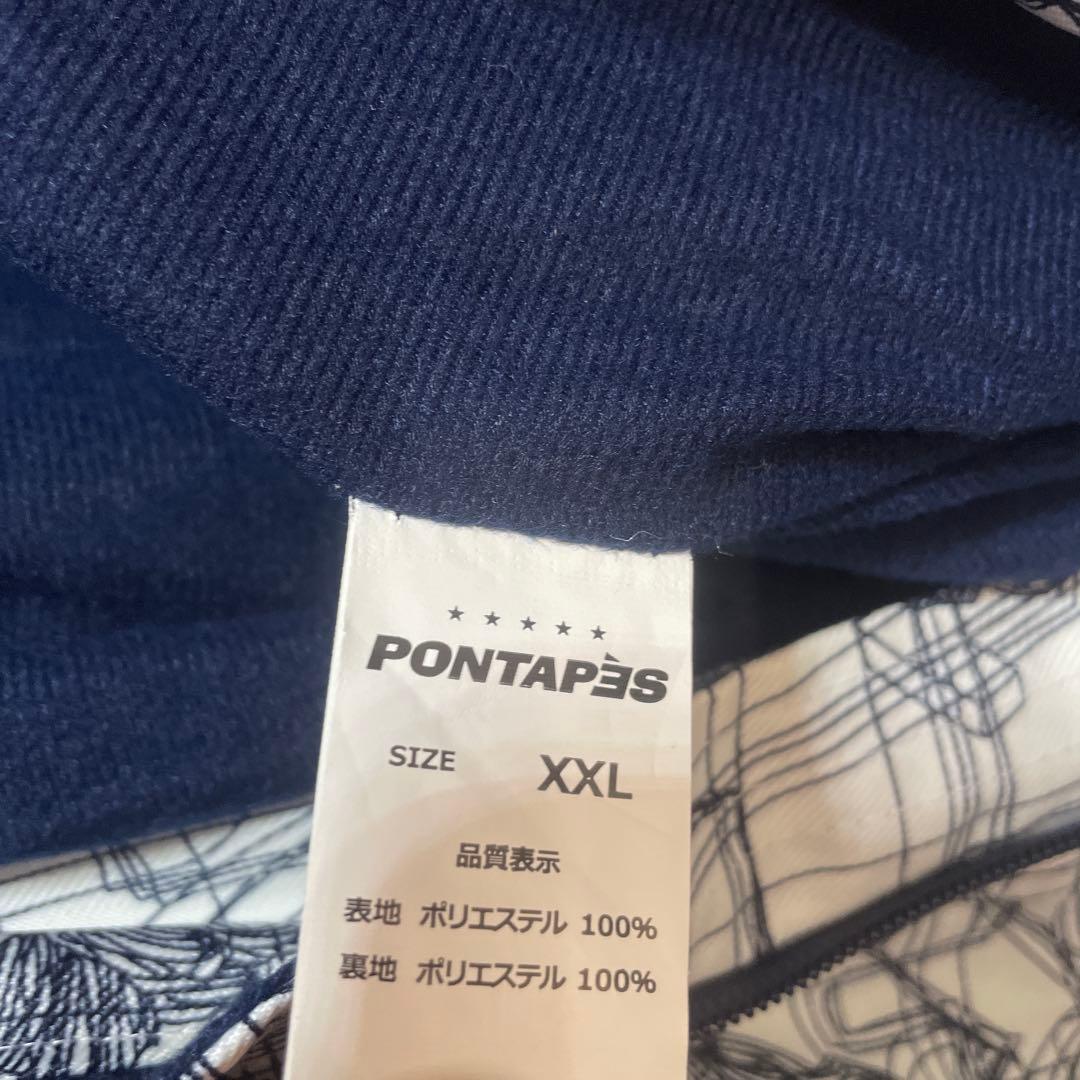 ★ ★ ★ ★ ★
PONTAPÈS
SIZE XXL
品質表示
表地 ポリエステル 100%
裏地 ポリエステル 100%